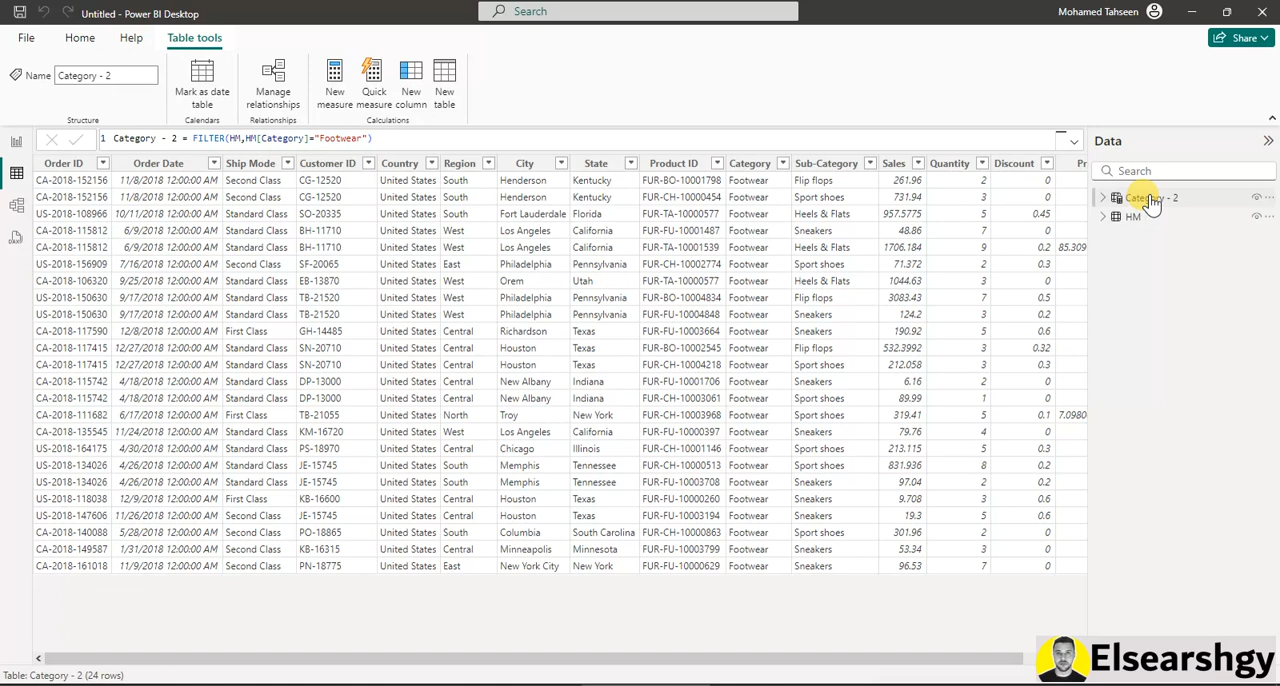 Untitled - Power BI Desktop
Search
Mohamed Tahseen
File Home Help Table tools
Share
Name Category - 2
Mark as date table
Manage relationships
New measure
Quick measure
New column
New table
Structure
Calendars
Relationships
Calculations
1 Category - 2 = FILTER(HM,HM[Category]="Footwear")
Order ID Order Date Ship Mode Customer ID Country Region City State Product ID Category Sub-Category Sales Quantity Discount Pr
CA-2018-152156 11/8/2018 12:00:00 AM Second Class CG-12520 United States South Henderson Kentucky FUR-BO-10001798 Footwear Flip flops 261.96 2 0
CA-2018-152156 11/8/2018 12:00:00 AM Second Class CG-12520 United States South Henderson Kentucky FUR-CH-10000454 Footwear Sport shoes 731.94 3 0
US-2018-108966 10/11/2018 12:00:00 AM Standard Class SO-20335 United States South Fort Lauderdale Florida FUR-TA-10000577 Footwear Heels & Flats 957.5775 5 0.45
CA-2018-115812 6/9/2018 12:00:00 AM Standard Class BH-11710 United States West Los Angeles California FUR-FU-10001487 Footwear Sneakers 48.86 7 0
CA-2018-115812 6/9/2018 12:00:00 AM Standard Class BH-11710 United States West Los Angeles California FUR-TA-10001539 Footwear Heels & Flats 1706.184 9 0.2 85.309
US-2018-156909 7/16/2018 12:00:00 AM Second Class SF-20065 United States East Philadelphia Pennsylvania FUR-CH-10002774 Footwear Sport shoes 71.372 2 0.3
CA-2018-106320 9/25/2018 12:00:00 AM Standard Class EB-13870 United States West Orem Utah FUR-TA-10000577 Footwear Heels & Flats 1044.63 3 0
US-2018-150630 9/17/2018 12:00:00 AM Standard Class TB-21520 United States West Philadelphia Pennsylvania FUR-BO-10004834 Footwear Flip flops 3083.43 7 0.5
US-2018-150630 9/17/2018 12:00:00 AM Standard Class TB-21520 United States West Philadelphia Pennsylvania FUR-FU-10004848 Footwear Sneakers 124.2 3 0.2
CA-2018-117590 12/8/2018 12:00:00 AM First Class GH-14485 United States Central Richardson Texas FUR-FU-10003664 Footwear Sneakers 190.92 5 0.6
CA-2018-117415 12/27/2018 12:00:00 AM Standard Class SN-20710 United States Central Houston Texas FUR-BO-10002545 Footwear Flip flops 532.3992 3 0.32
CA-2018-117415 12/27/2018 12:00:00 AM Standard Class SN-20710 United States Central Houston Texas FUR-CH-10004218 Footwear Sport shoes 212.058 3 0.3
CA-2018-115742 4/18/2018 12:00:00 AM Standard Class DP-13000 United States Central New Albany Indiana FUR-FU-10001706 Footwear Sneakers 6.16 2 0
CA-2018-115742 4/18/2018 12:00:00 AM Standard Class DP-13000 United States Central New Albany Indiana FUR-CH-10003061 Footwear Sport shoes 89.99 1 0
CA-2018-111682 6/17/2018 12:00:00 AM First Class TB-21055 United States North Troy New York FUR-CH-10003968 Footwear Sport shoes 319.41 5 0.1 7.0980
CA-2018-135545 11/24/2018 12:00:00 AM Standard Class KM-16720 United States West Los Angeles California FUR-FU-10000397 Footwear Sneakers 79.76 4 0
US-2018-164175 4/30/2018 12:00:00 AM Standard Class PS-18970 United States Central Chicago Illinois FUR-CH-10001146 Footwear Sport shoes 213.115 5 0.3
US-2018-134026 4/26/2018 12:00:00 AM Standard Class JE-15745 United States South Memphis Tennessee FUR-CH-10000513 Footwear Sport shoes 831.936 8 0.2
US-2018-134026 4/26/2018 12:00:00 AM Standard Class JE-15745 United States South Memphis Tennessee FUR-FU-10003708 Footwear Sneakers 97.04 2 0.2
US-2018-118038 12/9/2018 12:00:00 AM First Class KB-16600 United States Central Houston Texas FUR-FU-10000260 Footwear Sneakers 9.708 3 0.6
US-2018-147606 11/26/2018 12:00:00 AM Second Class JE-15745 United States Central Houston Texas FUR-FU-10003194 Footwear Sneakers 19.3 5 0.6
CA-2018-140088 5/28/2018 12:00:00 AM Second Class PO-18865 United States South Columbia South Carolina FUR-CH-10000863 Footwear Sport shoes 301.96 2 0
CA-2018-149587 1/31/2018 12:00:00 AM Second Class KB-16315 United States Central Minneapolis Minnesota FUR-FU-10003799 Footwear Sneakers 53.34 3 0
CA-2018-161018 11/9/2018 12:00:00 AM Second Class PN-18775 United States East New York City New York FUR-FU-10000629 Footwear Sneakers 96.53 7 0
Data
Search
Category - 2
HM
Table: Category - 2 (24 rows)
Elsearshgy